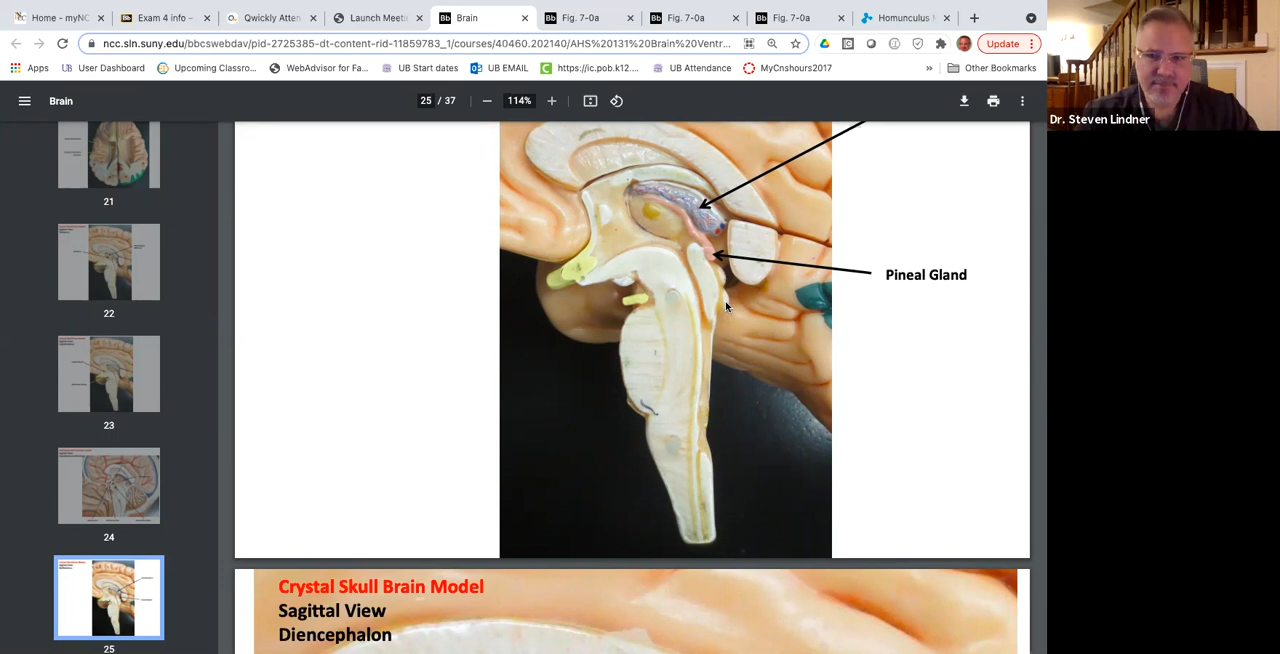 Home - myNC
Exam 4 info –
Qwickly Atten
Launch Meeti
Brain
Fig. 7-0a
Fig. 7-0a
Fig. 7-0a
Homunculus
ncc.sln.suny.edu/bbcswebdav/pid-2725385-dt-content-rid-11859783_1/courses/40460.202140/AHS%20131%20Brain%20Ventr...
Update
Apps
User Dashboard
Upcoming Classro...
WebAdvisor for Fa...
UB Start dates
UB EMAIL
https://ic.pob.k12....
UB Attendance
MyCnshours2017
»
Other Bookmarks
Brain
25 / 37
114%
Dr. Steven Lindner
21
22
23
24
25
Pineal Gland
Crystal Skull Brain Model
Sagittal View
Diencephalon